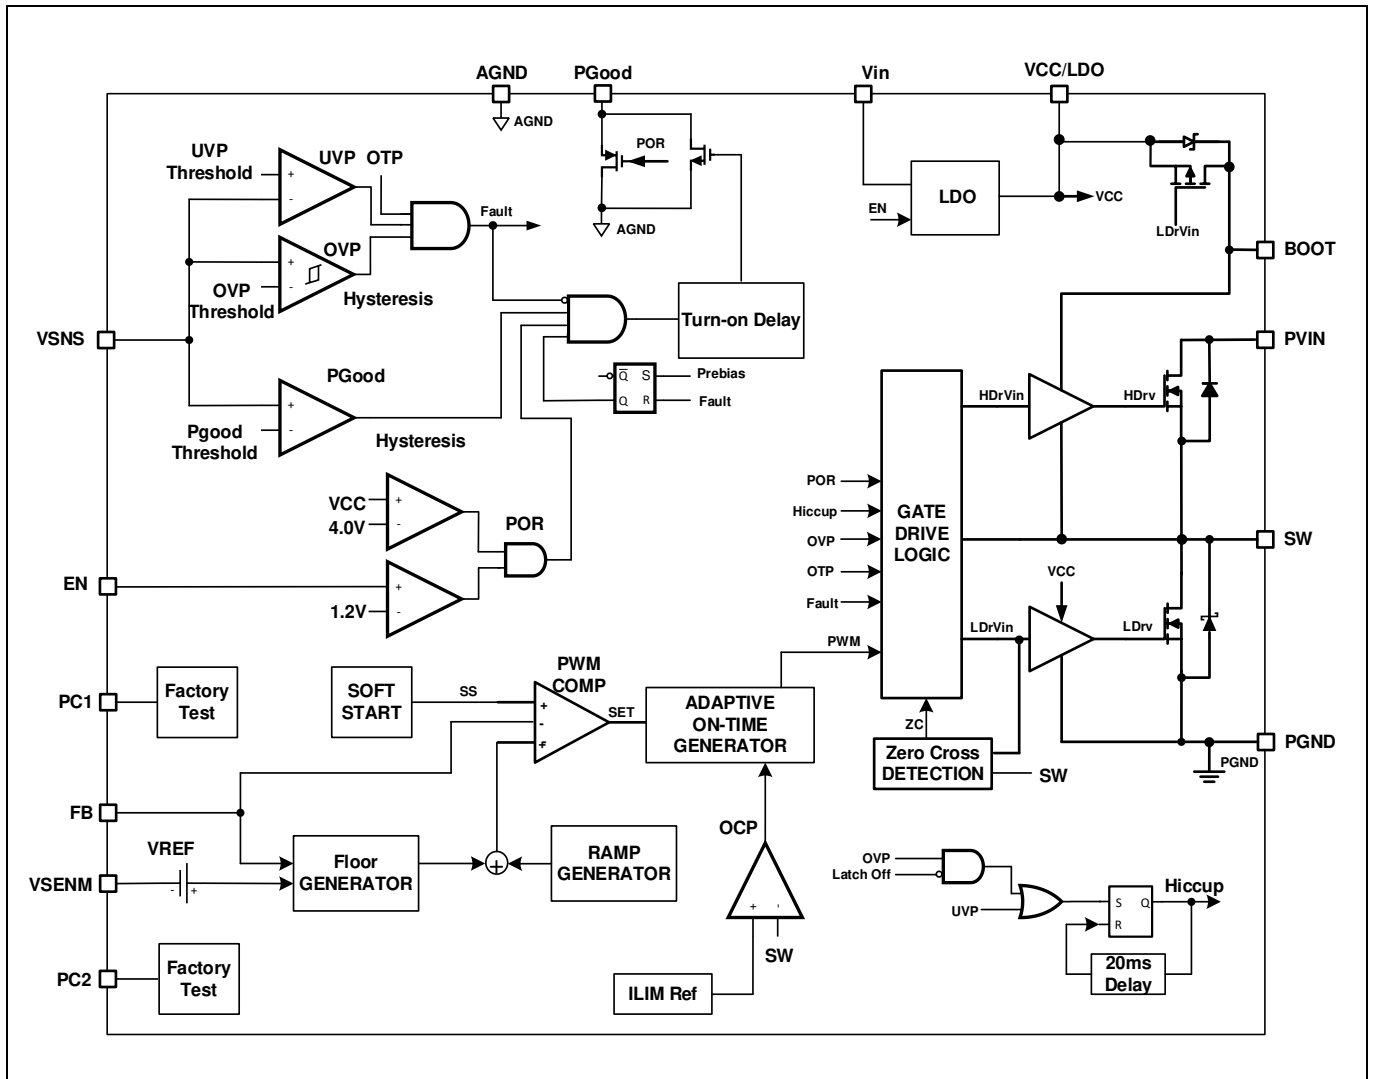 AGND
PGood
Vin
VCC/LDO
AGND
UVP
Threshold
+
-
UVP
OTP
Fault
POR
AGND
LDO
EN
VCC
LDrVin
BOOT
OVP
+
-
OVP
Threshold
Hysteresis
VSNS
Turn-on Delay
PVIN
PGood
+
-
Pgood
Threshold
Hysteresis
Q
S
Q
R
Prebias
Fault
HDrVin
HDrv
VCC
4.0V
+
-
POR
POR
Hiccup
OVP
OTP
Fault
PWM
GATE
DRIVE
LOGIC
SW
EN
1.2V
+
-
VCC
LDrVin
LDrv
PC1
Factory
Test
SOFT
START
SS
PWM
COMP
+
-
+
SET
ADAPTIVE
ON-TIME
GENERATOR
ZC
Zero Cross
DETECTION
SW
PGND
PGND
FB
VREF
- +
VSENM
Floor
GENERATOR
+
RAMP
GENERATOR
OCP
+ -
SW
ILIM Ref
OVP
Latch Off
UVP
S
Q
R
Hiccup
20ms
Delay
PC2
Factory
Test